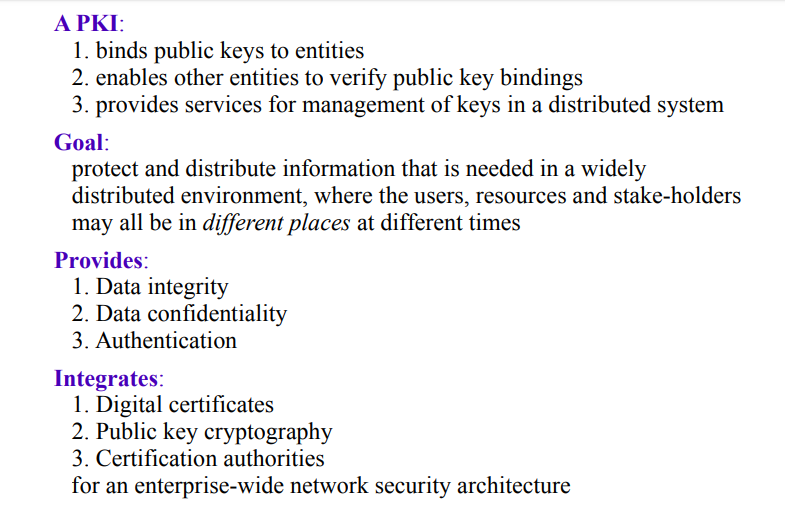 A PKI:
1. binds public keys to entities
2. enables other entities to verify public key bindings
3. provides services for management of keys in a distributed system
Goal:
protect and distribute information that is needed in a widely
distributed environment, where the users, resources and stake-holders
may all be in different places at different times
Provides:
1. Data integrity
2. Data confidentiality
3. Authentication
Integrates:
1. Digital certificates
2. Public key cryptography
3. Certification authorities
for an enterprise-wide network security architecture